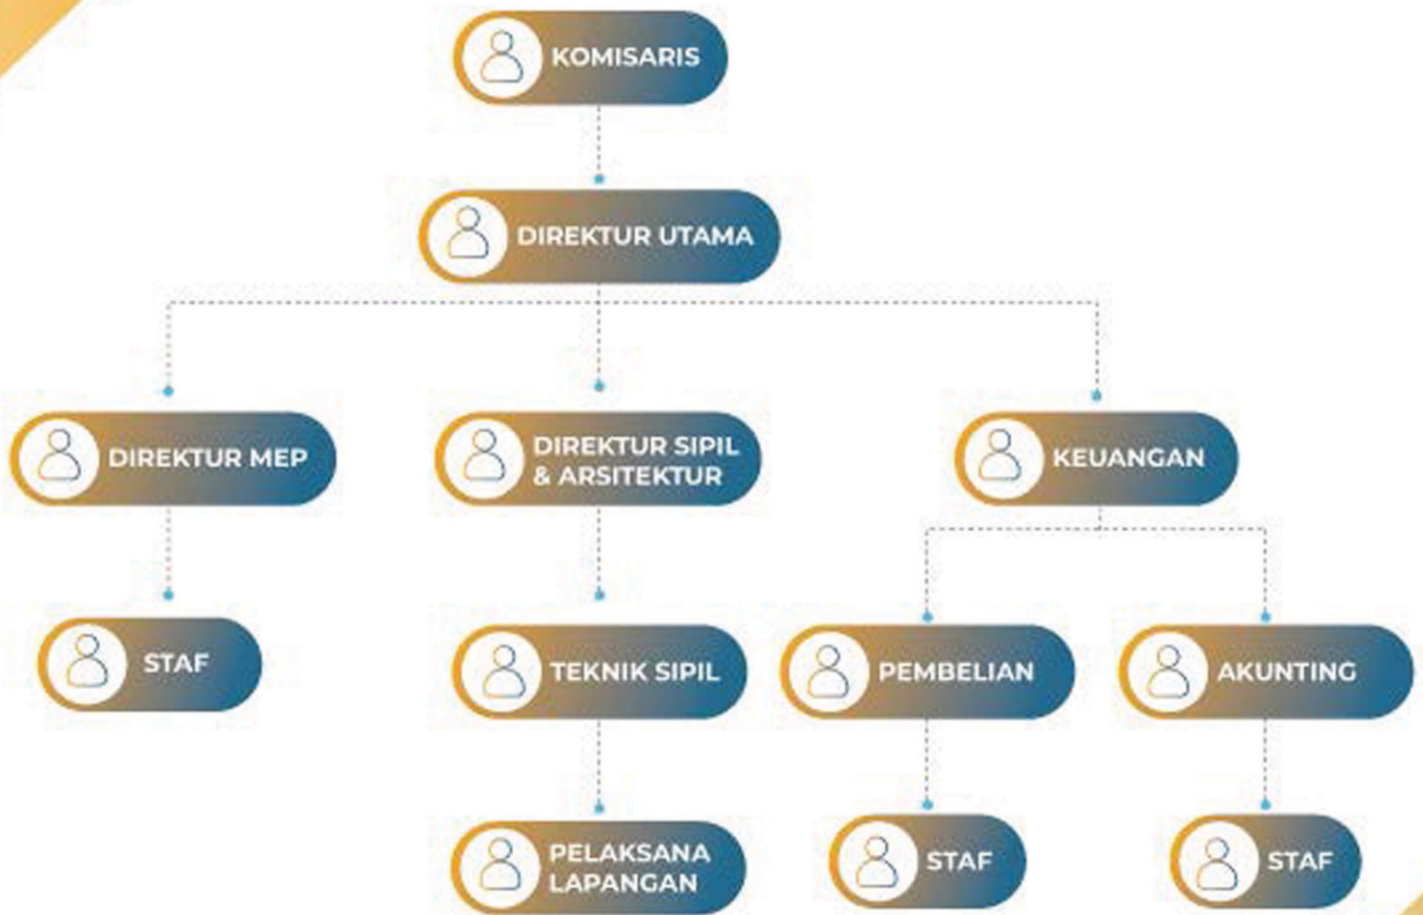 KOMISARIS
DIREKTUR UTAMA
DIREKTUR MEP
DIREKTUR SIPIL
& ARSITEKTUR
KEUANGAN
STAF
TEKNIK SIPIL
PEMBELIAN
AKUNTING
PELAKSANA
LAPANGAN
STAF
STAF